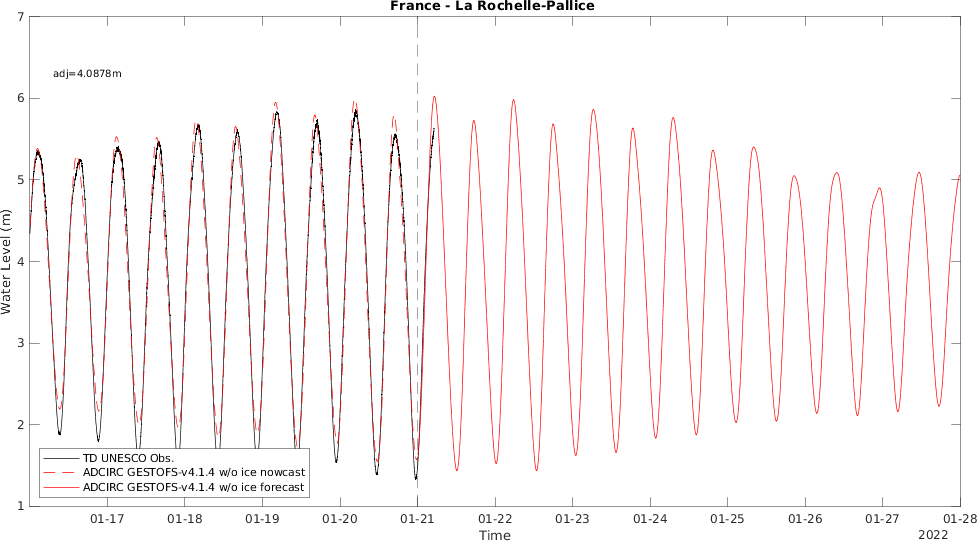 France - La Rochelle-Pallice
7
6
5
4
3
2
1
Water Level (m)
adj=4.0878m
TD UNESCO Obs.
ADCIRC GESTOFS-v4.1.4 w/o ice nowcast
ADCIRC GESTOFS-v4.1.4 w/o ice forecast
01-17 01-18 01-19 01-20 01-21 01-22 01-23 01-24 01-25 01-26 01-27 01-28
Time
2022